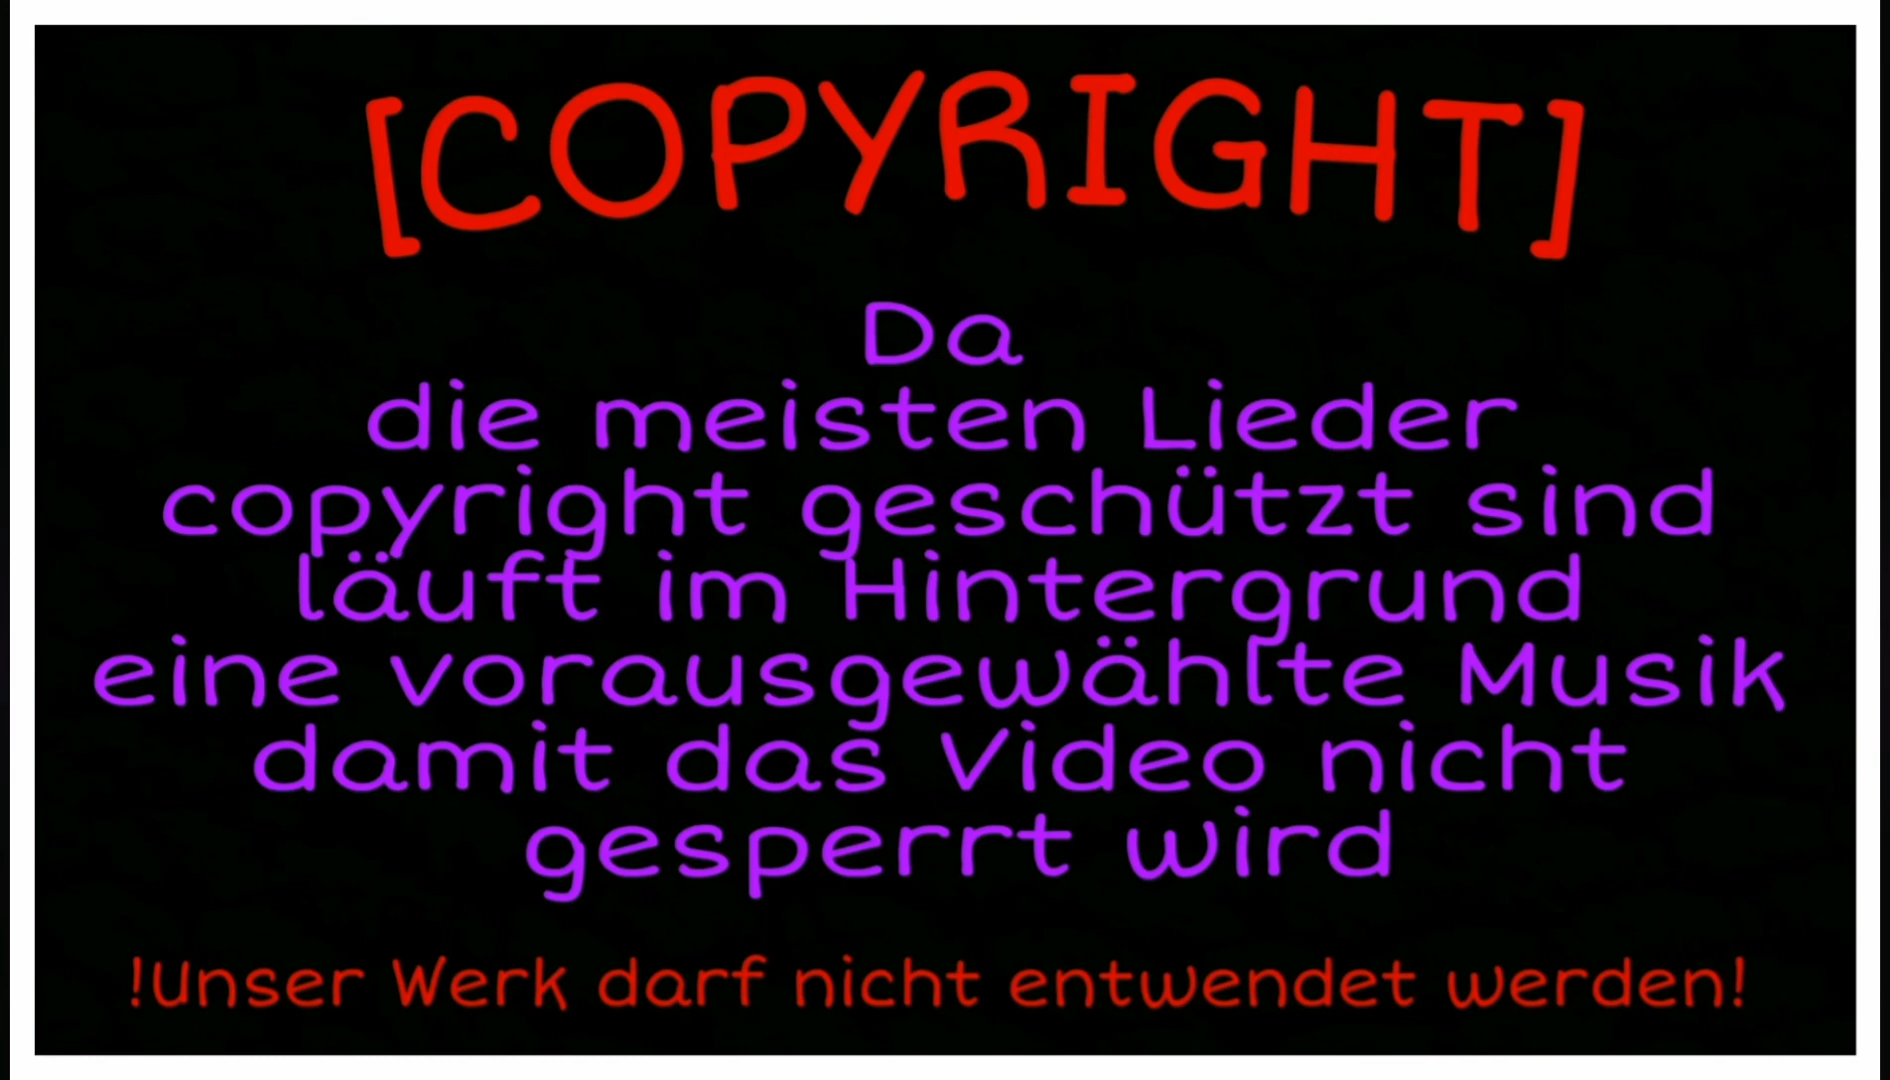 [COPYRIGHT]
Da
die meisten Lieder
copyright geschützt sind
läuft im Hintergrund
eine vorausgewählte Musik
damit das Video nicht
gesperrt wird
!Unser Werk darf nicht entwendet werden!